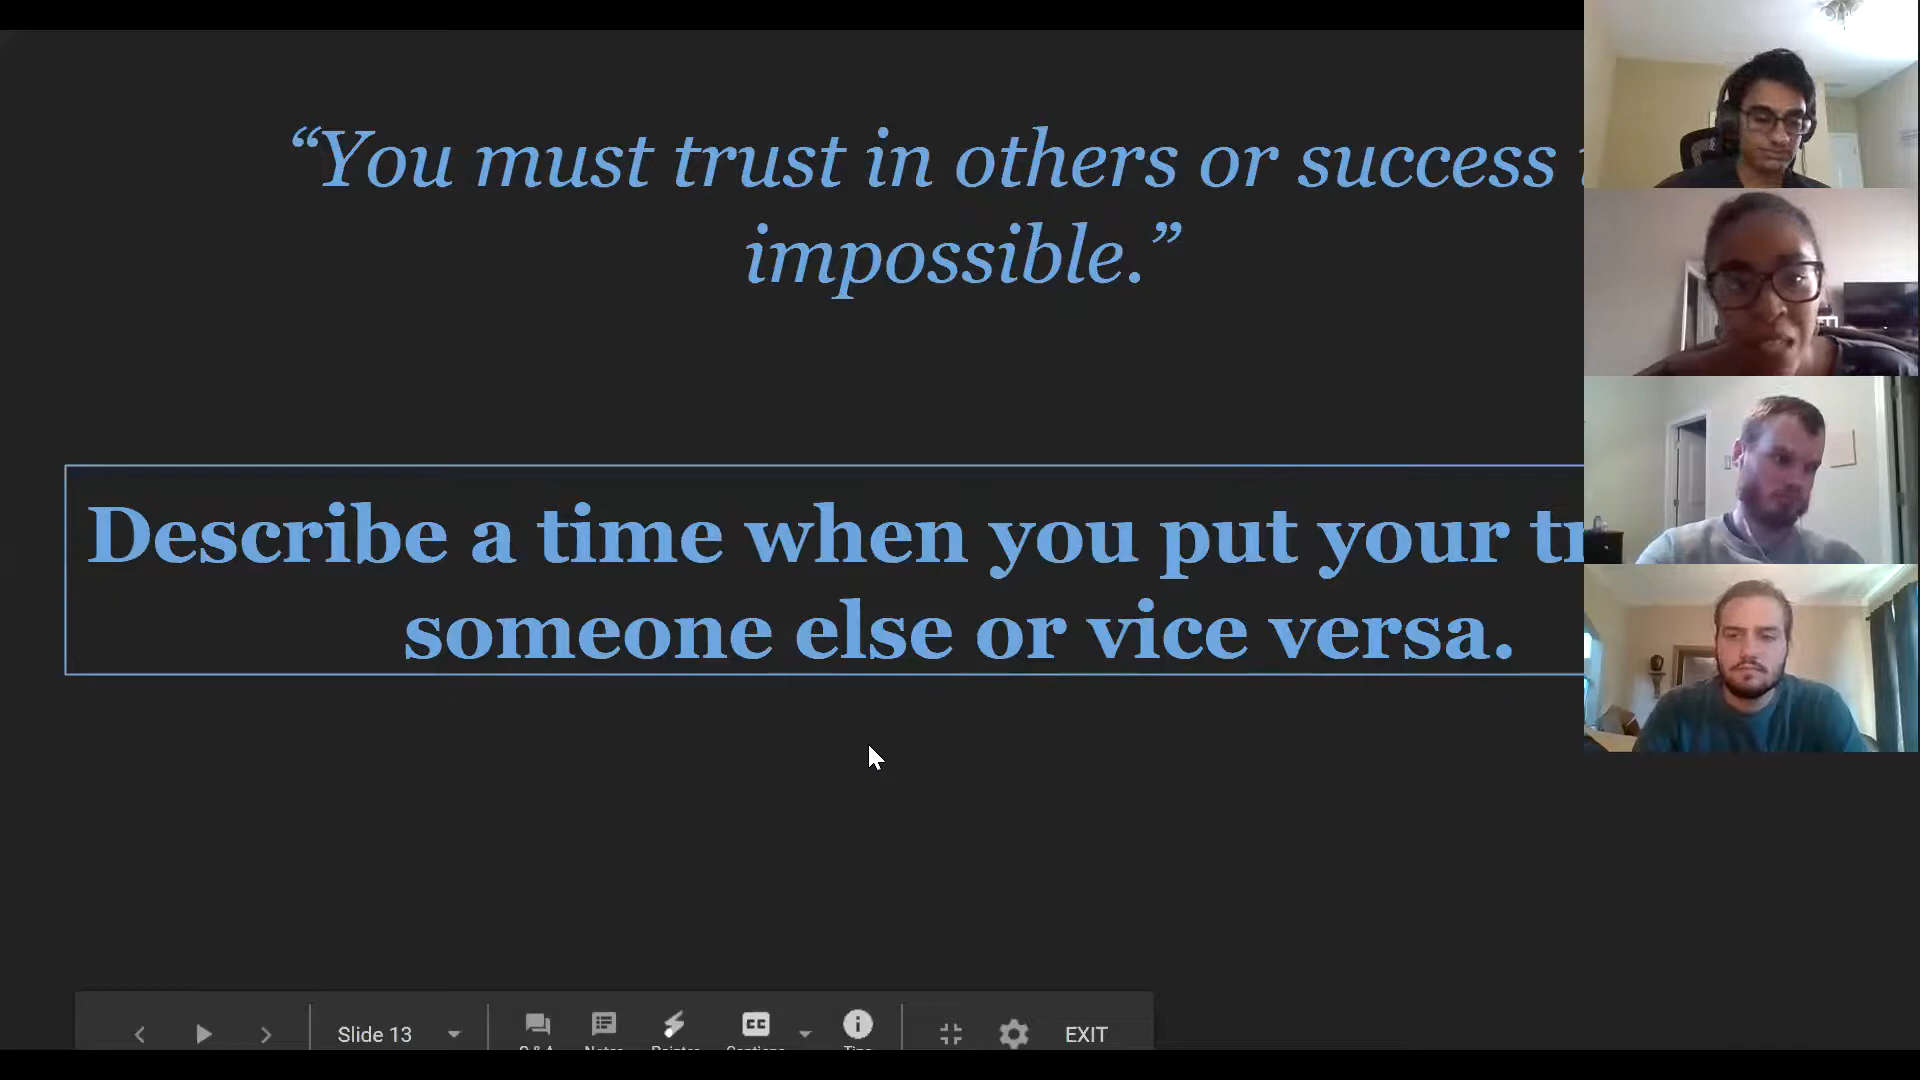 “You must trust in others or success
impossible.”
Describe a time when you put your
someone else or vice versa.
Slide 13
CC
EXIT